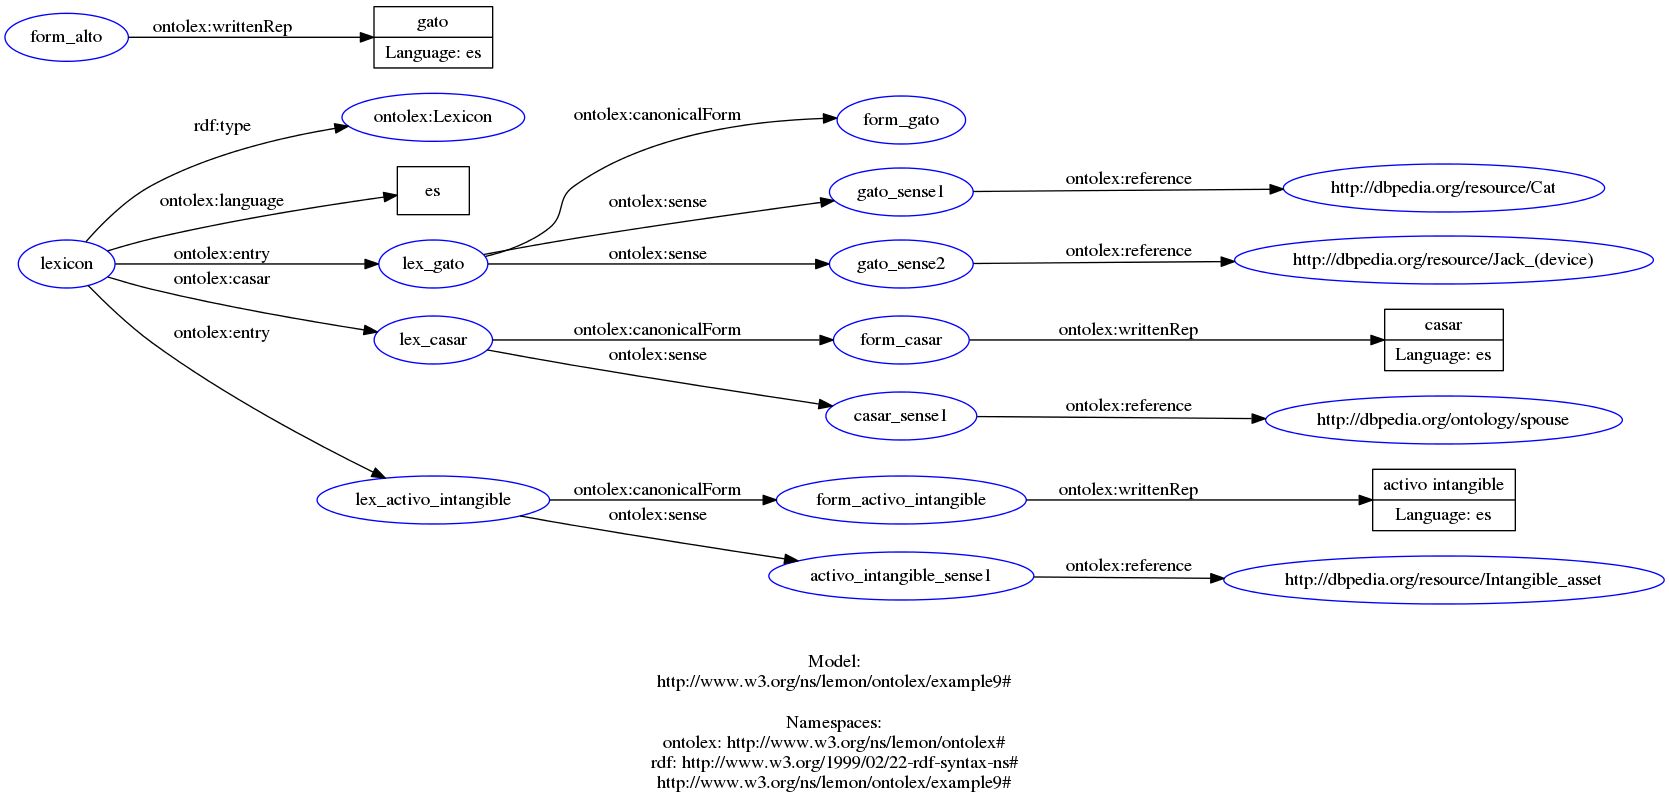 form_alto
ontolex:writtenRep
gato
Language: es
rdf:type
ontolex:Lexicon
ontolex:language
es
lexicon
ontolex:entry
lex_gato
ontolex:canonicalForm
form_gato
ontolex:sense
gato_sense1
ontolex:reference
http://dbpedia.org/resource/Cat
ontolex:sense
gato_sense2
ontolex:reference
http://dbpedia.org/resource/Jack_(device)
ontolex:casar
lex_casar
ontolex:canonicalForm
form_casar
ontolex:writtenRep
casar
Language: es
ontolex:sense
casar_sense1
ontolex:reference
http://dbpedia.org/ontology/spouse
ontolex:entry
lex_activo_intangible
ontolex:canonicalForm
form_activo_intangible
ontolex:writtenRep
activo intangible
Language: es
ontolex:sense
activo_intangible_sense1
ontolex:reference
http://dbpedia.org/resource/Intangible_asset
Model:
http://www.w3.org/ns/lemon/ontolex/example9#
Namespaces:
ontolex: http://www.w3.org/ns/lemon/ontolex#
rdf: http://www.w3.org/1999/02/22-rdf-syntax-ns#
http://www.w3.org/ns/lemon/ontolex/example9#